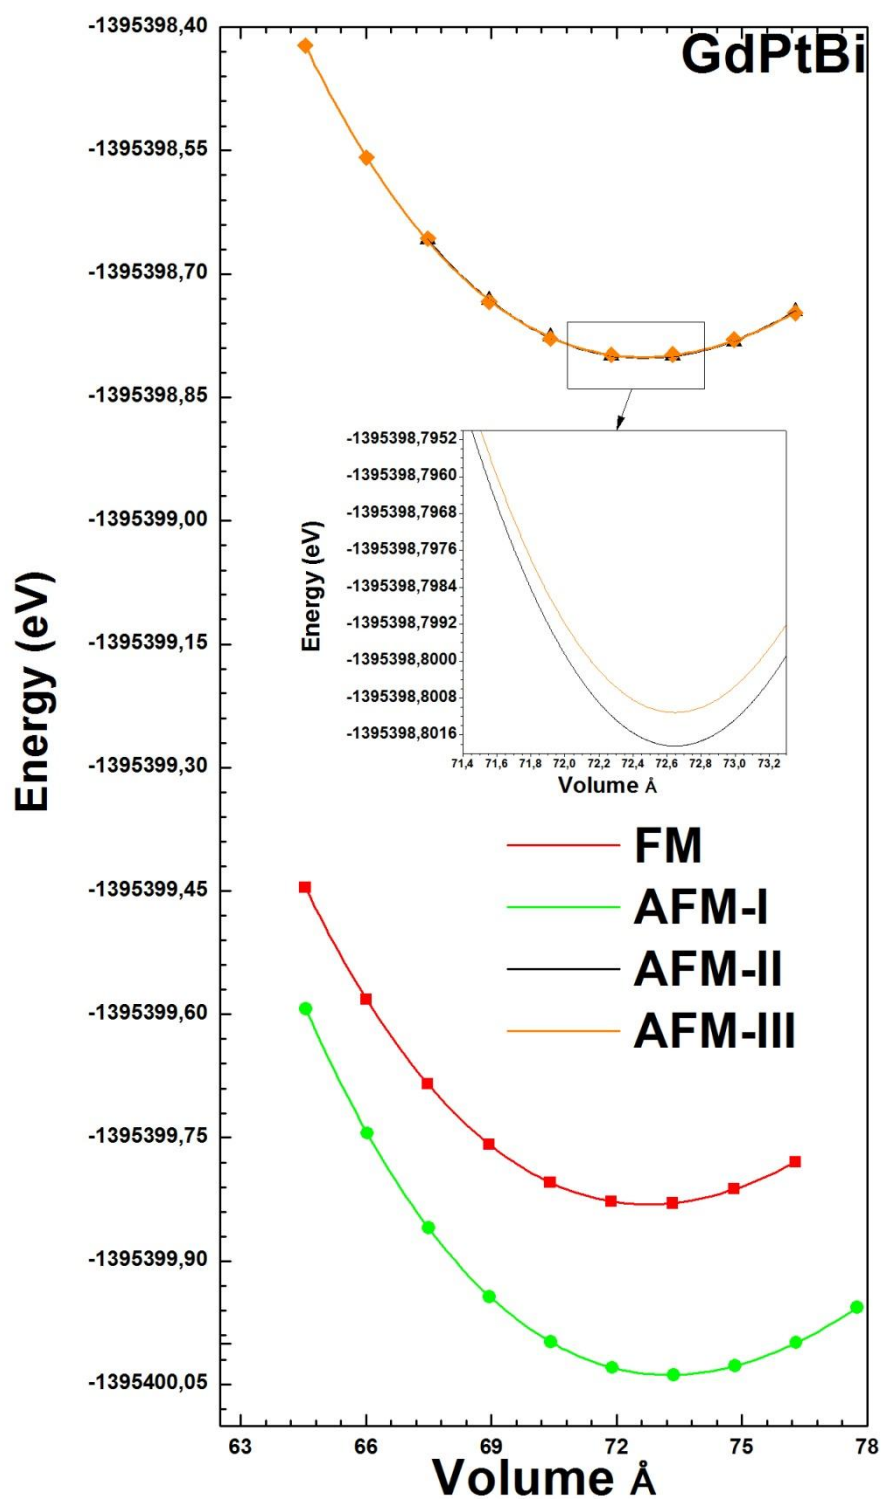 GdPtBi
-1395398,40
-1395398,55
-1395398,70
-1395398,85
-1395399,00
-1395399,15
-1395399,30
-1395399,45
-1395399,60
-1395399,75
-1395399,90
-1395400,05
Energy (eV)
-1395398,7952
-1395398,7960
-1395398,7968
-1395398,7976
-1395398,7984
-1395398,7992
-1395398,8000
-1395398,8008
-1395398,8016
Energy (eV)
71,4 71,6 71,8 72,0 72,2 72,4 72,6 72,8 73,0 73,2
Volume Å
FM
AFM-I
AFM-II
AFM-III
63 66 69 72 75 78
Volume Å